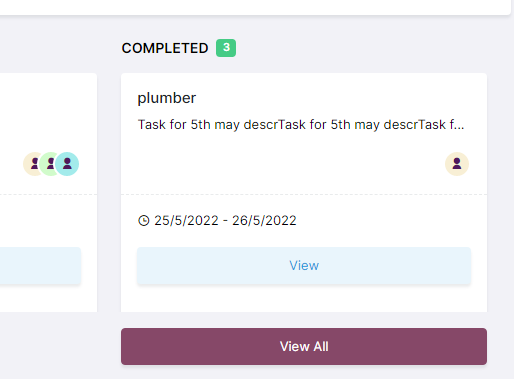 COMPLETED 3
plumber
Task for 5th may descrTask for 5th may descrTask f...
25/5/2022 - 26/5/2022
View
View All